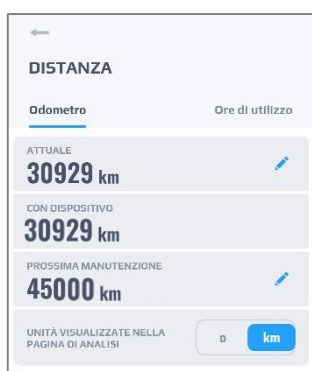 DISTANZA
Odometro
Ore di utilizzo
ATTUALE
30929 km
CON DISPOSITIVO
30929 km
PROSSIMA MANUTENZIONE
45000 km
UNITÀ VISUALIZZATE NELLA
PAGINA DI ANALISI
o km